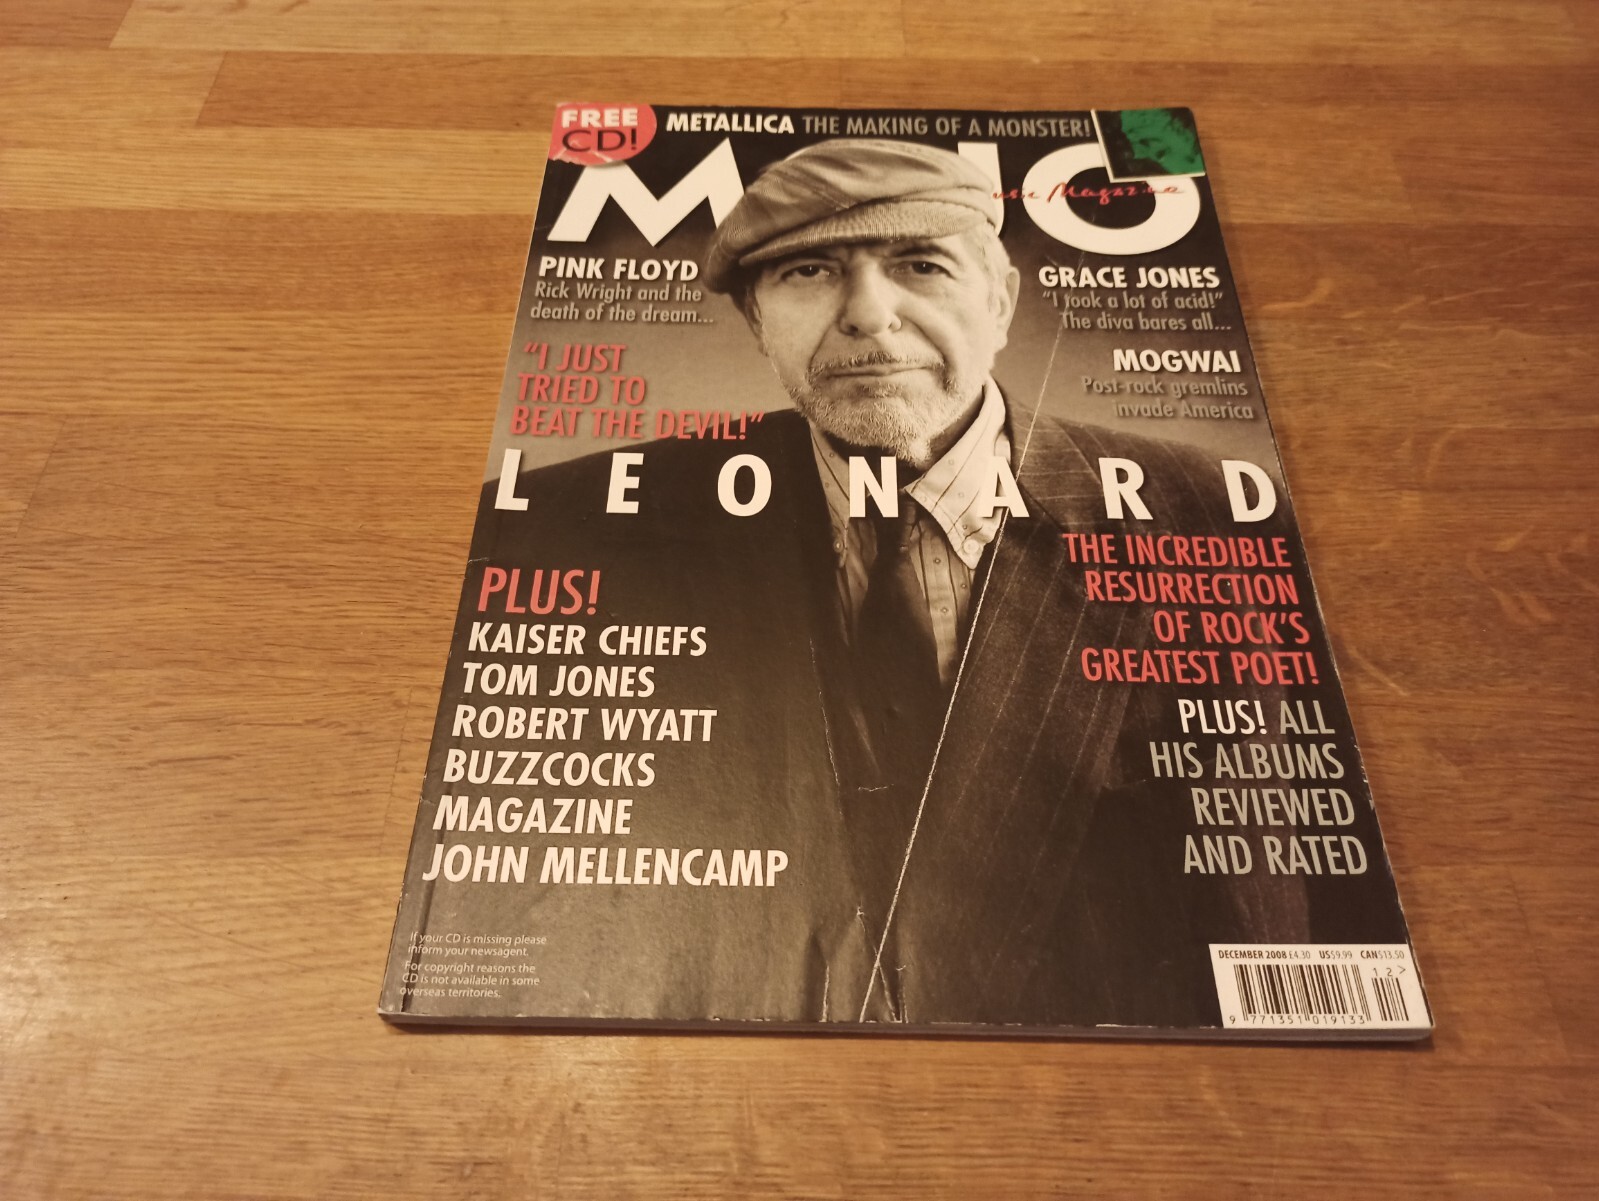 FREE
CD!
METALLICA THE MAKING OF A MONSTER!
MOJO
usic Magazine
PINK FLOYD
Rick Wright and the
death of the dream...
GRACE JONES
"I took a lot of acid!"
The diva bares all...
MOGWAI
Post-rock gremlins
invade America
"I JUST
TRIED TO
BEAT THE DEVIL!"
LEONARD
THE INCREDIBLE
RESURRECTION
OF ROCK'S
GREATEST POET!
PLUS! ALL
HIS ALBUMS
REVIEWED
AND RATED
PLUS!
KAISER CHIEFS
TOM JONES
ROBERT WYATT
BUZZCOCKS
MAGAZINE
JOHN MELLENCAMP
If your CD is missing please
inform your newsagent.
For copyright reasons the
CD is not available in some
overseas territories.
DECEMBER 2008 £4.30 US$9.99 CAN$13.50
12>
9 771351 019133